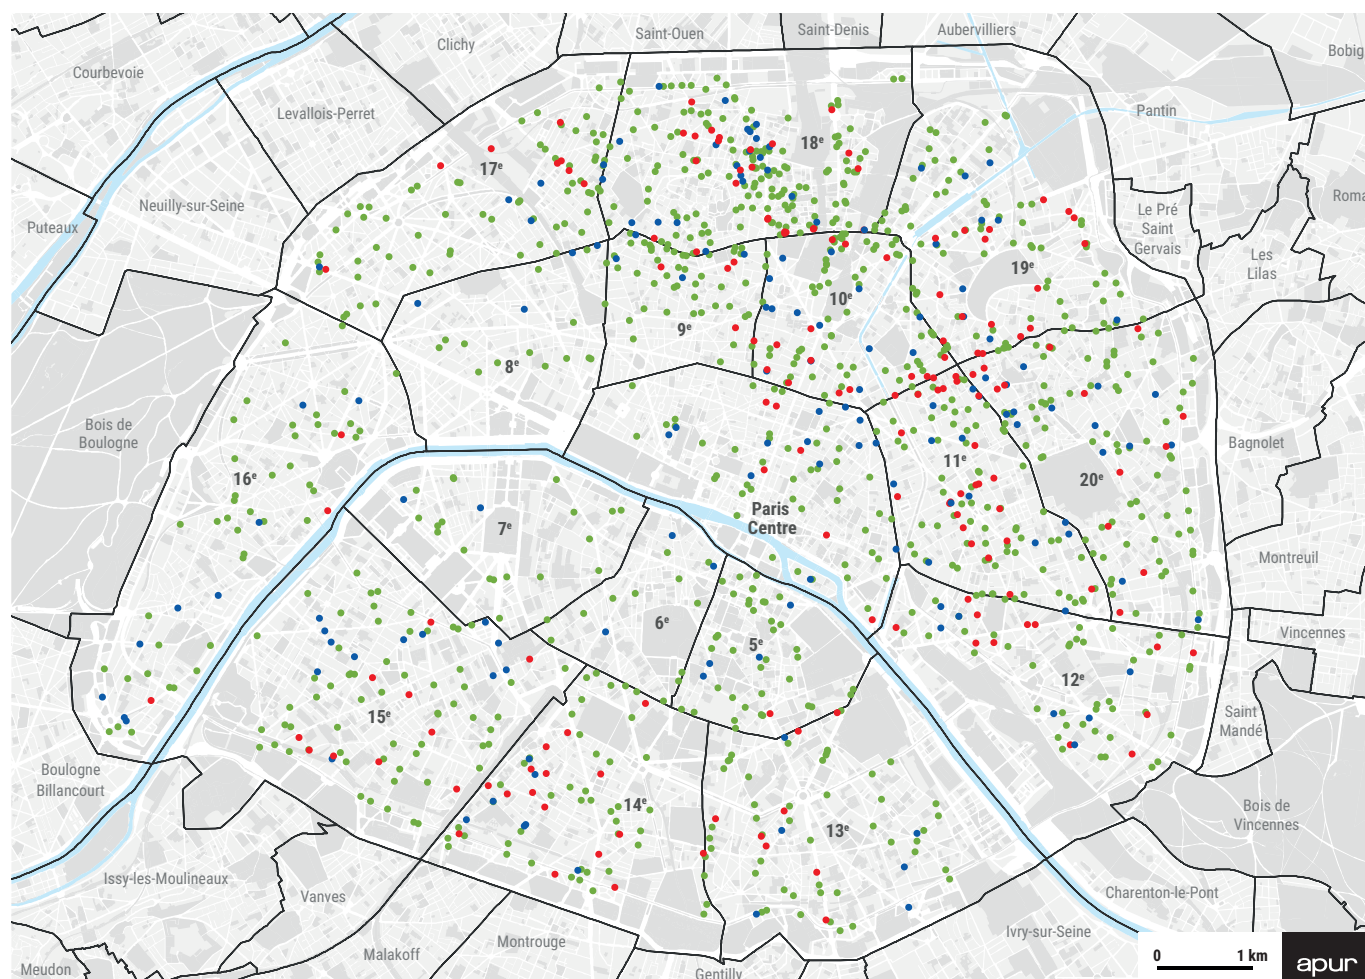 Saint-Ouen
Saint-Denis
Aubervilliers
Clichy
Bobig
Courbevoie
Levallois-Perret
Pantin
18e
17e
Neuilly-sur-Seine
Roma
Puteaux
Le Pré
Saint
Gervais
Les
Lilas
19e
10e
9e
8e
Bois de
Boulogne
Bagnolet
11e
16e
20e
Paris
Centre
7e
Montreuil
6e
5e
Vincennes
12e
15e
Saint
Mandé
Boulogne
Billancourt
14e
13e
Bois de
Vincennes
Issy-les-Moulineaux
Vanves
Charenton-le-Pont
Ivry-sur-Seine
Montrouge
Malakoff
Meudon
Gentilly
0 1 km
apur